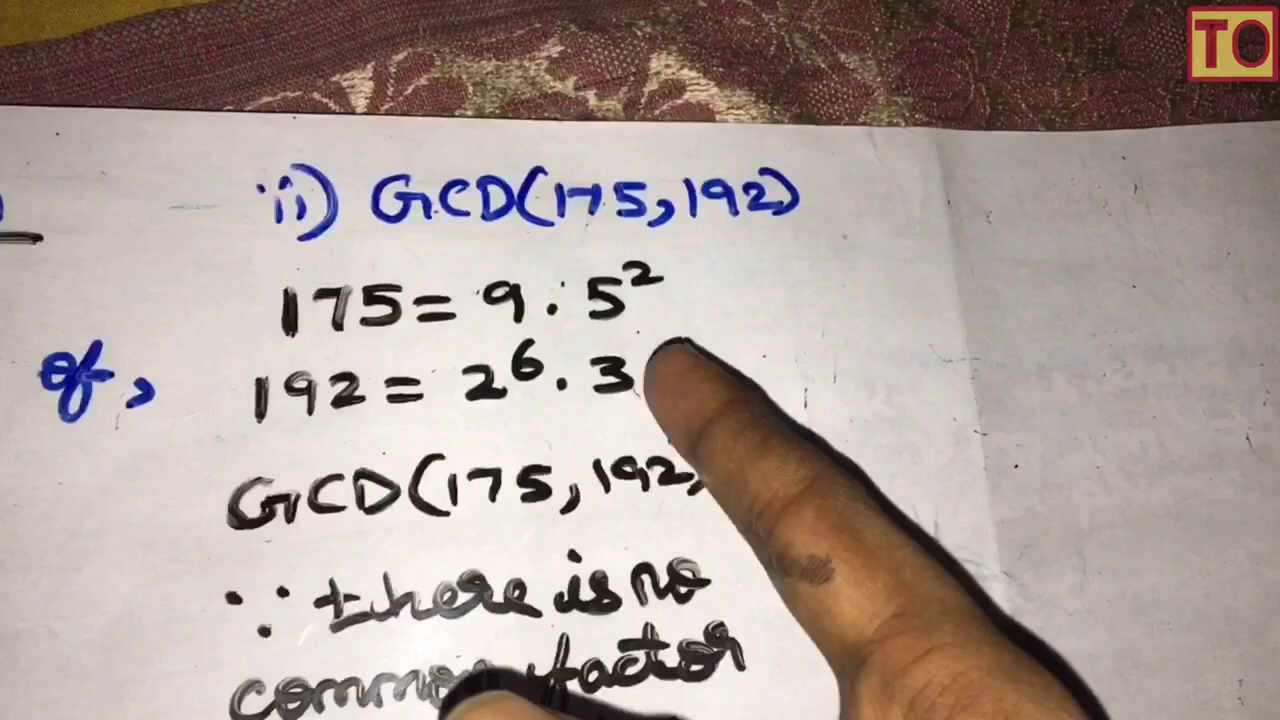 TO
ii) GCD(175,192)
175 = 9.5²
of,
192 = 2⁶.3
GCD(175,192
∵ there is no
common factor